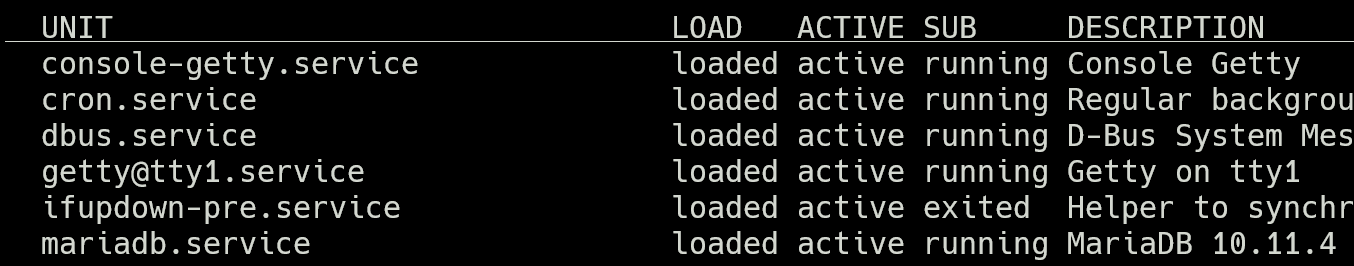 UNIT LOAD ACTIVE SUB DESCRIPTION
console-getty.service loaded active running Console Getty
cron.service loaded active running Regular backgrou
dbus.service loaded active running D-Bus System Mes
getty@tty1.service loaded active running Getty on tty1
ifupdown-pre.service loaded active exited Helper to synchr
mariadb.service loaded active running MariaDB 10.11.4